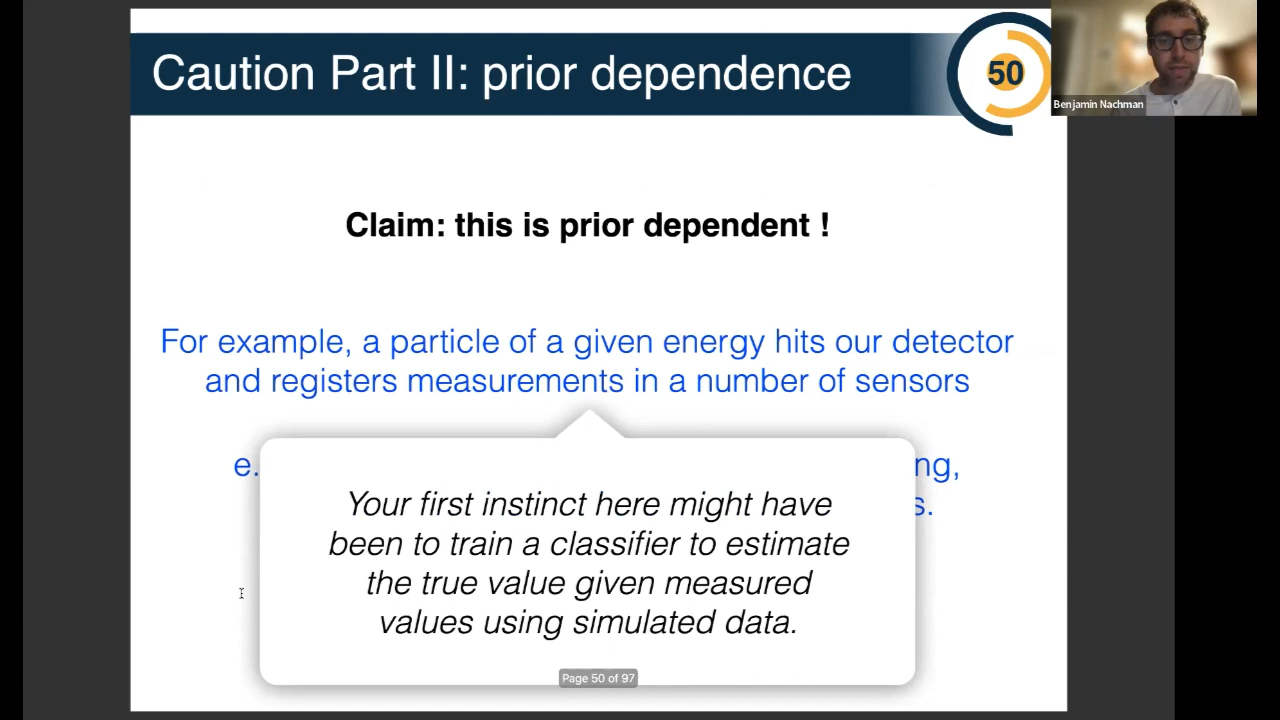 Caution Part II: prior dependence
50
Benjamin Nachman
Claim: this is prior dependent !
For example, a particle of a given energy hits our detector
and registers measurements in a number of sensors
e. ng,
s.
Your first instinct here might have
been to train a classifier to estimate
the true value given measured
values using simulated data.
Page 50 of 97